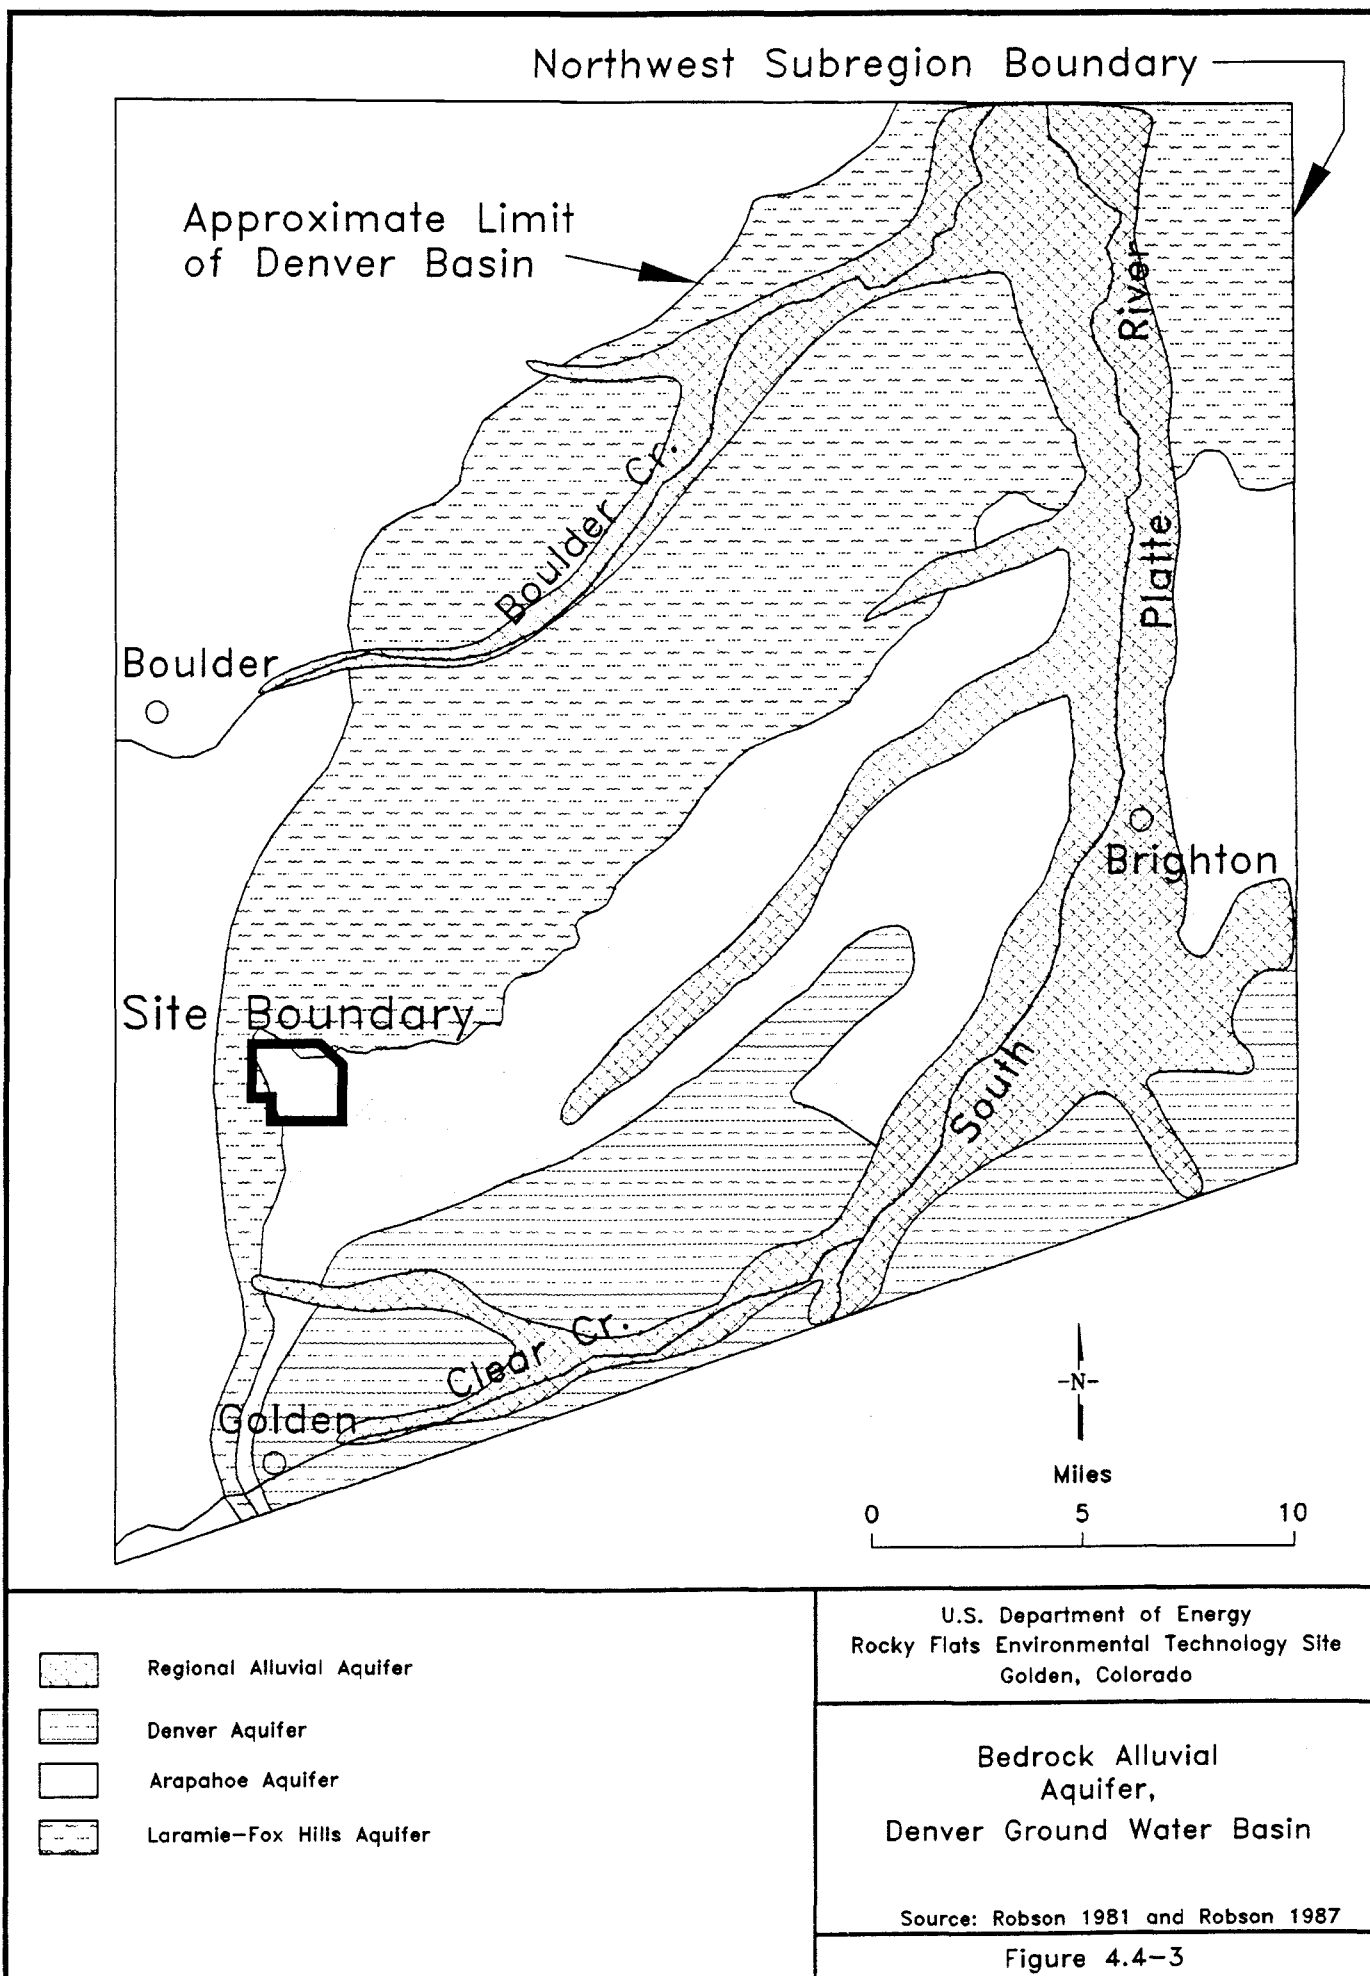 Northwest Subregion Boundary
Approximate Limit
of Denver Basin
River
Boulder Cr.
Platte
Boulder
Brighton
Site Boundary
South
Clear Cr.
Golden
-N-
Miles
0 5 10
Regional Alluvial Aquifer
Denver Aquifer
Arapahoe Aquifer
Laramie-Fox Hills Aquifer
U.S. Department of Energy
Rocky Flats Environmental Technology Site
Golden, Colorado
Bedrock Alluvial
Aquifer,
Denver Ground Water Basin
Source: Robson 1981 and Robson 1987
Figure 4.4-3